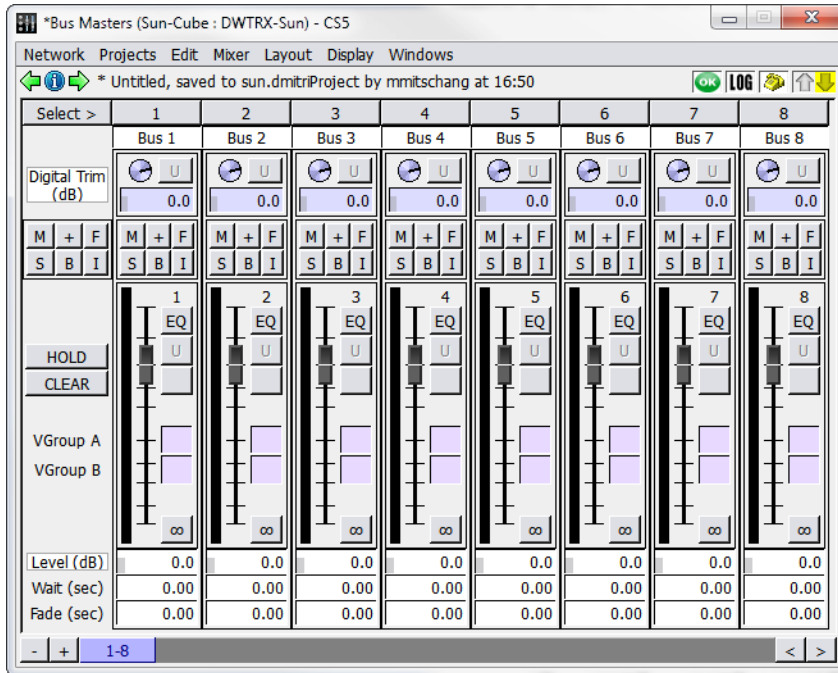 *Bus Masters (Sun-Cube : DWTRX-Sun) - CS5
Network Projects Edit Mixer Layout Display Windows
* Untitled, saved to sun.dmitriProject by mmitschang at 16:50 OK LOG
Select > 1 2 3 4 5 6 7 8
Bus 1 Bus 2 Bus 3 Bus 4 Bus 5 Bus 6 Bus 7 Bus 8
Digital Trim U U U U U U U U
(dB) 0.0 0.0 0.0 0.0 0.0 0.0 0.0 0.0
M + F M + F M + F M + F M + F M + F M + F M + F M + F
S B I S B I S B I S B I S B I S B I S B I S B I S B I
1 2 3 4 5 6 7 8
EQ EQ EQ EQ EQ EQ EQ EQ
HOLD U U U U U U U U
CLEAR
VGroup A
VGroup B
∞ ∞ ∞ ∞ ∞ ∞ ∞ ∞
Level (dB) 0.0 0.0 0.0 0.0 0.0 0.0 0.0 0.0
Wait (sec) 0.00 0.00 0.00 0.00 0.00 0.00 0.00 0.00
Fade (sec) 0.00 0.00 0.00 0.00 0.00 0.00 0.00 0.00
- + 1-8 < >